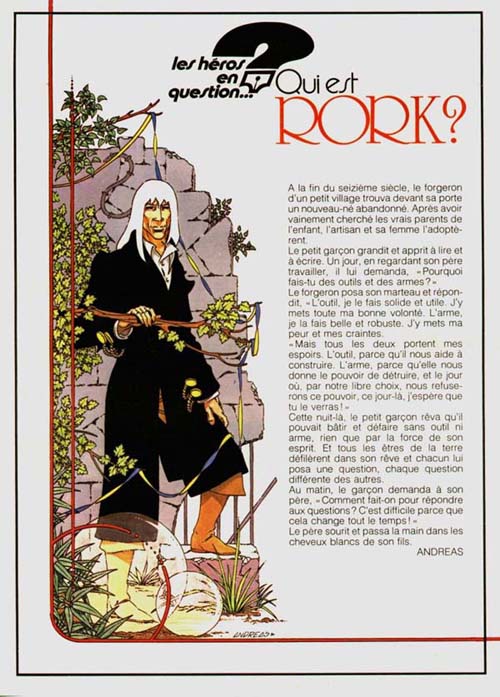 les héros
en
question...?
Qui est
RORK?
A la fin du seizième siècle, le forgeron
d'un petit village trouva devant sa porte
un nouveau-né abandonné. Après avoir
vainement cherché les vrais parents de
l'enfant, l'artisan et sa femme l'adoptè-
rent.
Le petit garçon grandit et apprit à lire et
à écrire. Un jour, en regardant son père
travailler, il lui demanda, «Pourquoi
fais-tu des outils et des armes?»
Le forgeron posa son marteau et répon-
dit, «L'outil, je le fais solide et utile. J'y
mets toute ma bonne volonté. L'arme,
je la fais belle et robuste. J'y mets ma
peur et mes craintes.
«Mais tous les deux portent mes
espoirs. L'outil, parce qu'il nous aide à
construire. L'arme, parce qu'elle nous
donne le pouvoir de détruire, et le jour
où, par notre libre choix, nous refuse-
rons ce pouvoir, ce jour-là, j'espère que
tu le verras!»
Cette nuit-là, le petit garçon rêva qu'il
pouvait bâtir et défaire sans outil ni
arme, rien que par la force de son
esprit. Et tous les êtres de la terre
défilèrent dans son rêve et chacun lui
posa une question, chaque question
différente des autres.
Au matin, le garçon demanda à son
père, «Comment fait-on pour répondre
aux questions? C'est difficile parce que
cela change tout le temps!»
Le père sourit et passa la main dans les
cheveux blancs de son fils.
ANDREAS
ANDREAS